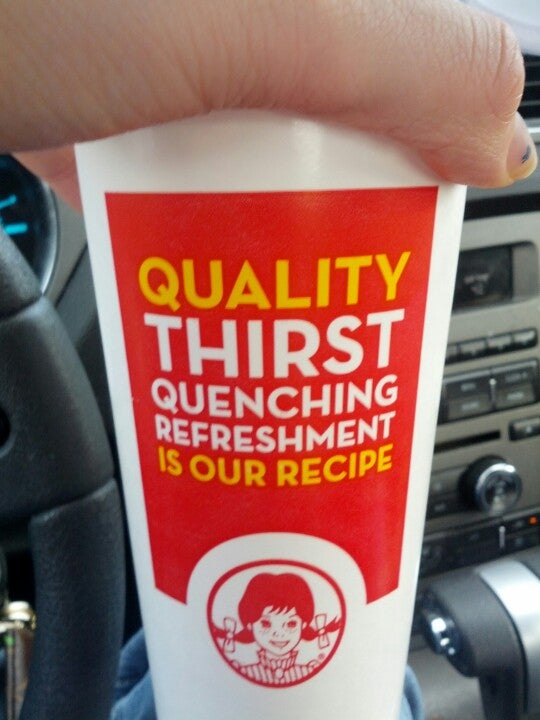 QUALITY
THIRST
QUENCHING
REFRESHMENT
IS OUR RECIPE